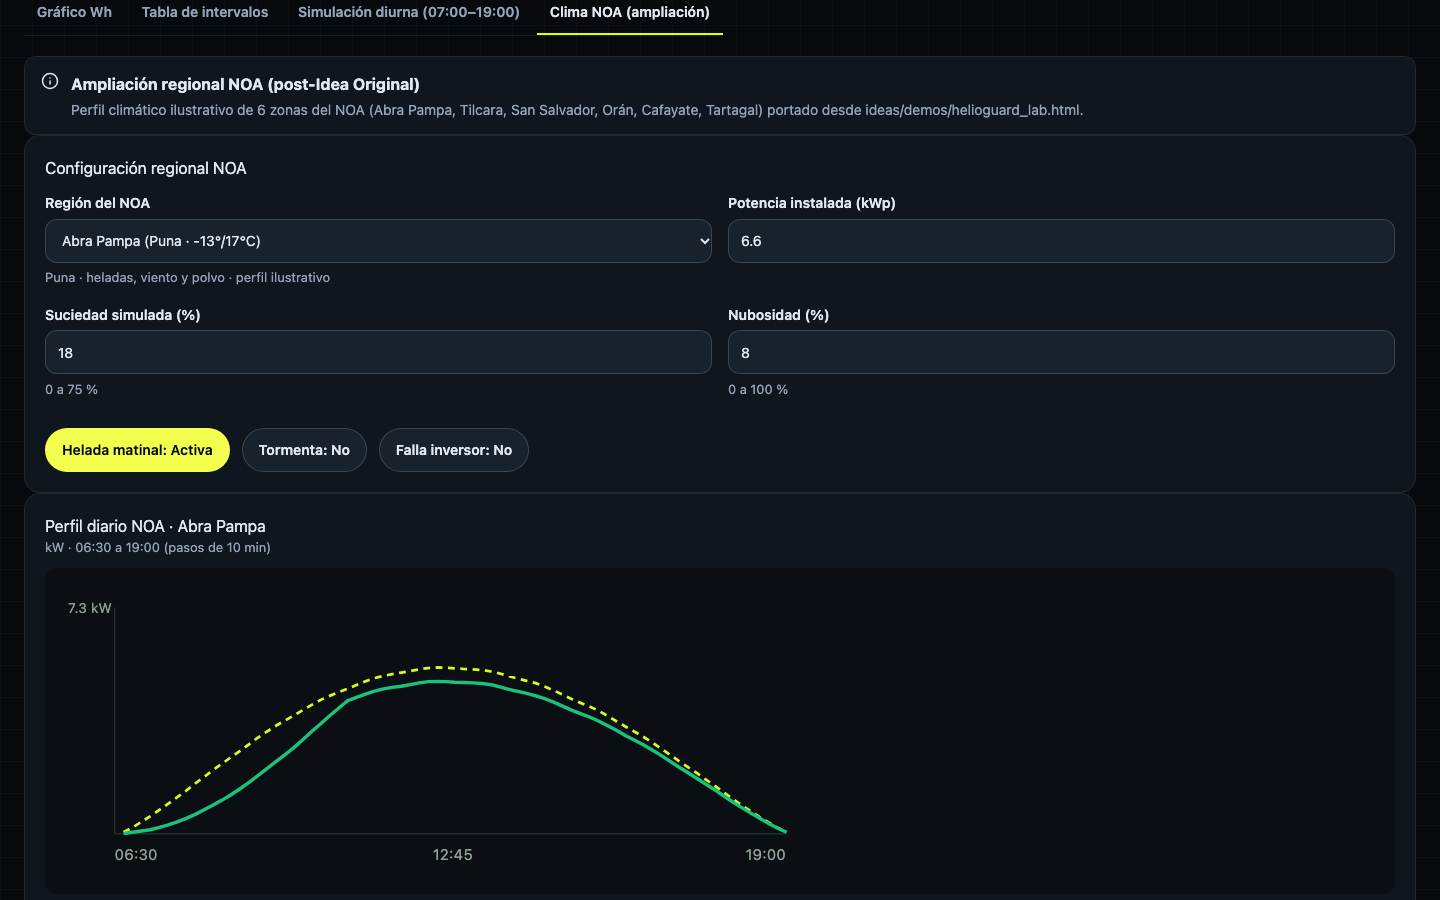 Gráfico Wh
Tabla de intervalos
Simulación diurna (07:00–19:00)
Clima NOA (ampliación)
Ampliación regional NOA (post-Idea Original)
Perfil climático ilustrativo de 6 zonas del NOA (Abra Pampa, Tilcara, San Salvador, Orán, Cafayate, Tartagal) portado desde ideas/demos/helioguard_lab.html.
Configuración regional NOA
Región del NOA
Abra Pampa (Puna · -13°/17°C)
Puna · heladas, viento y polvo · perfil ilustrativo
Potencia instalada (kWp)
6.6
Suciedad simulada (%)
18
0 a 75 %
Nubosidad (%)
8
0 a 100 %
Helada matinal: Activa
Tormenta: No
Falla inversor: No
Perfil diario NOA · Abra Pampa
kW · 06:30 a 19:00 (pasos de 10 min)
7.3 kW
06:30
12:45
19:00